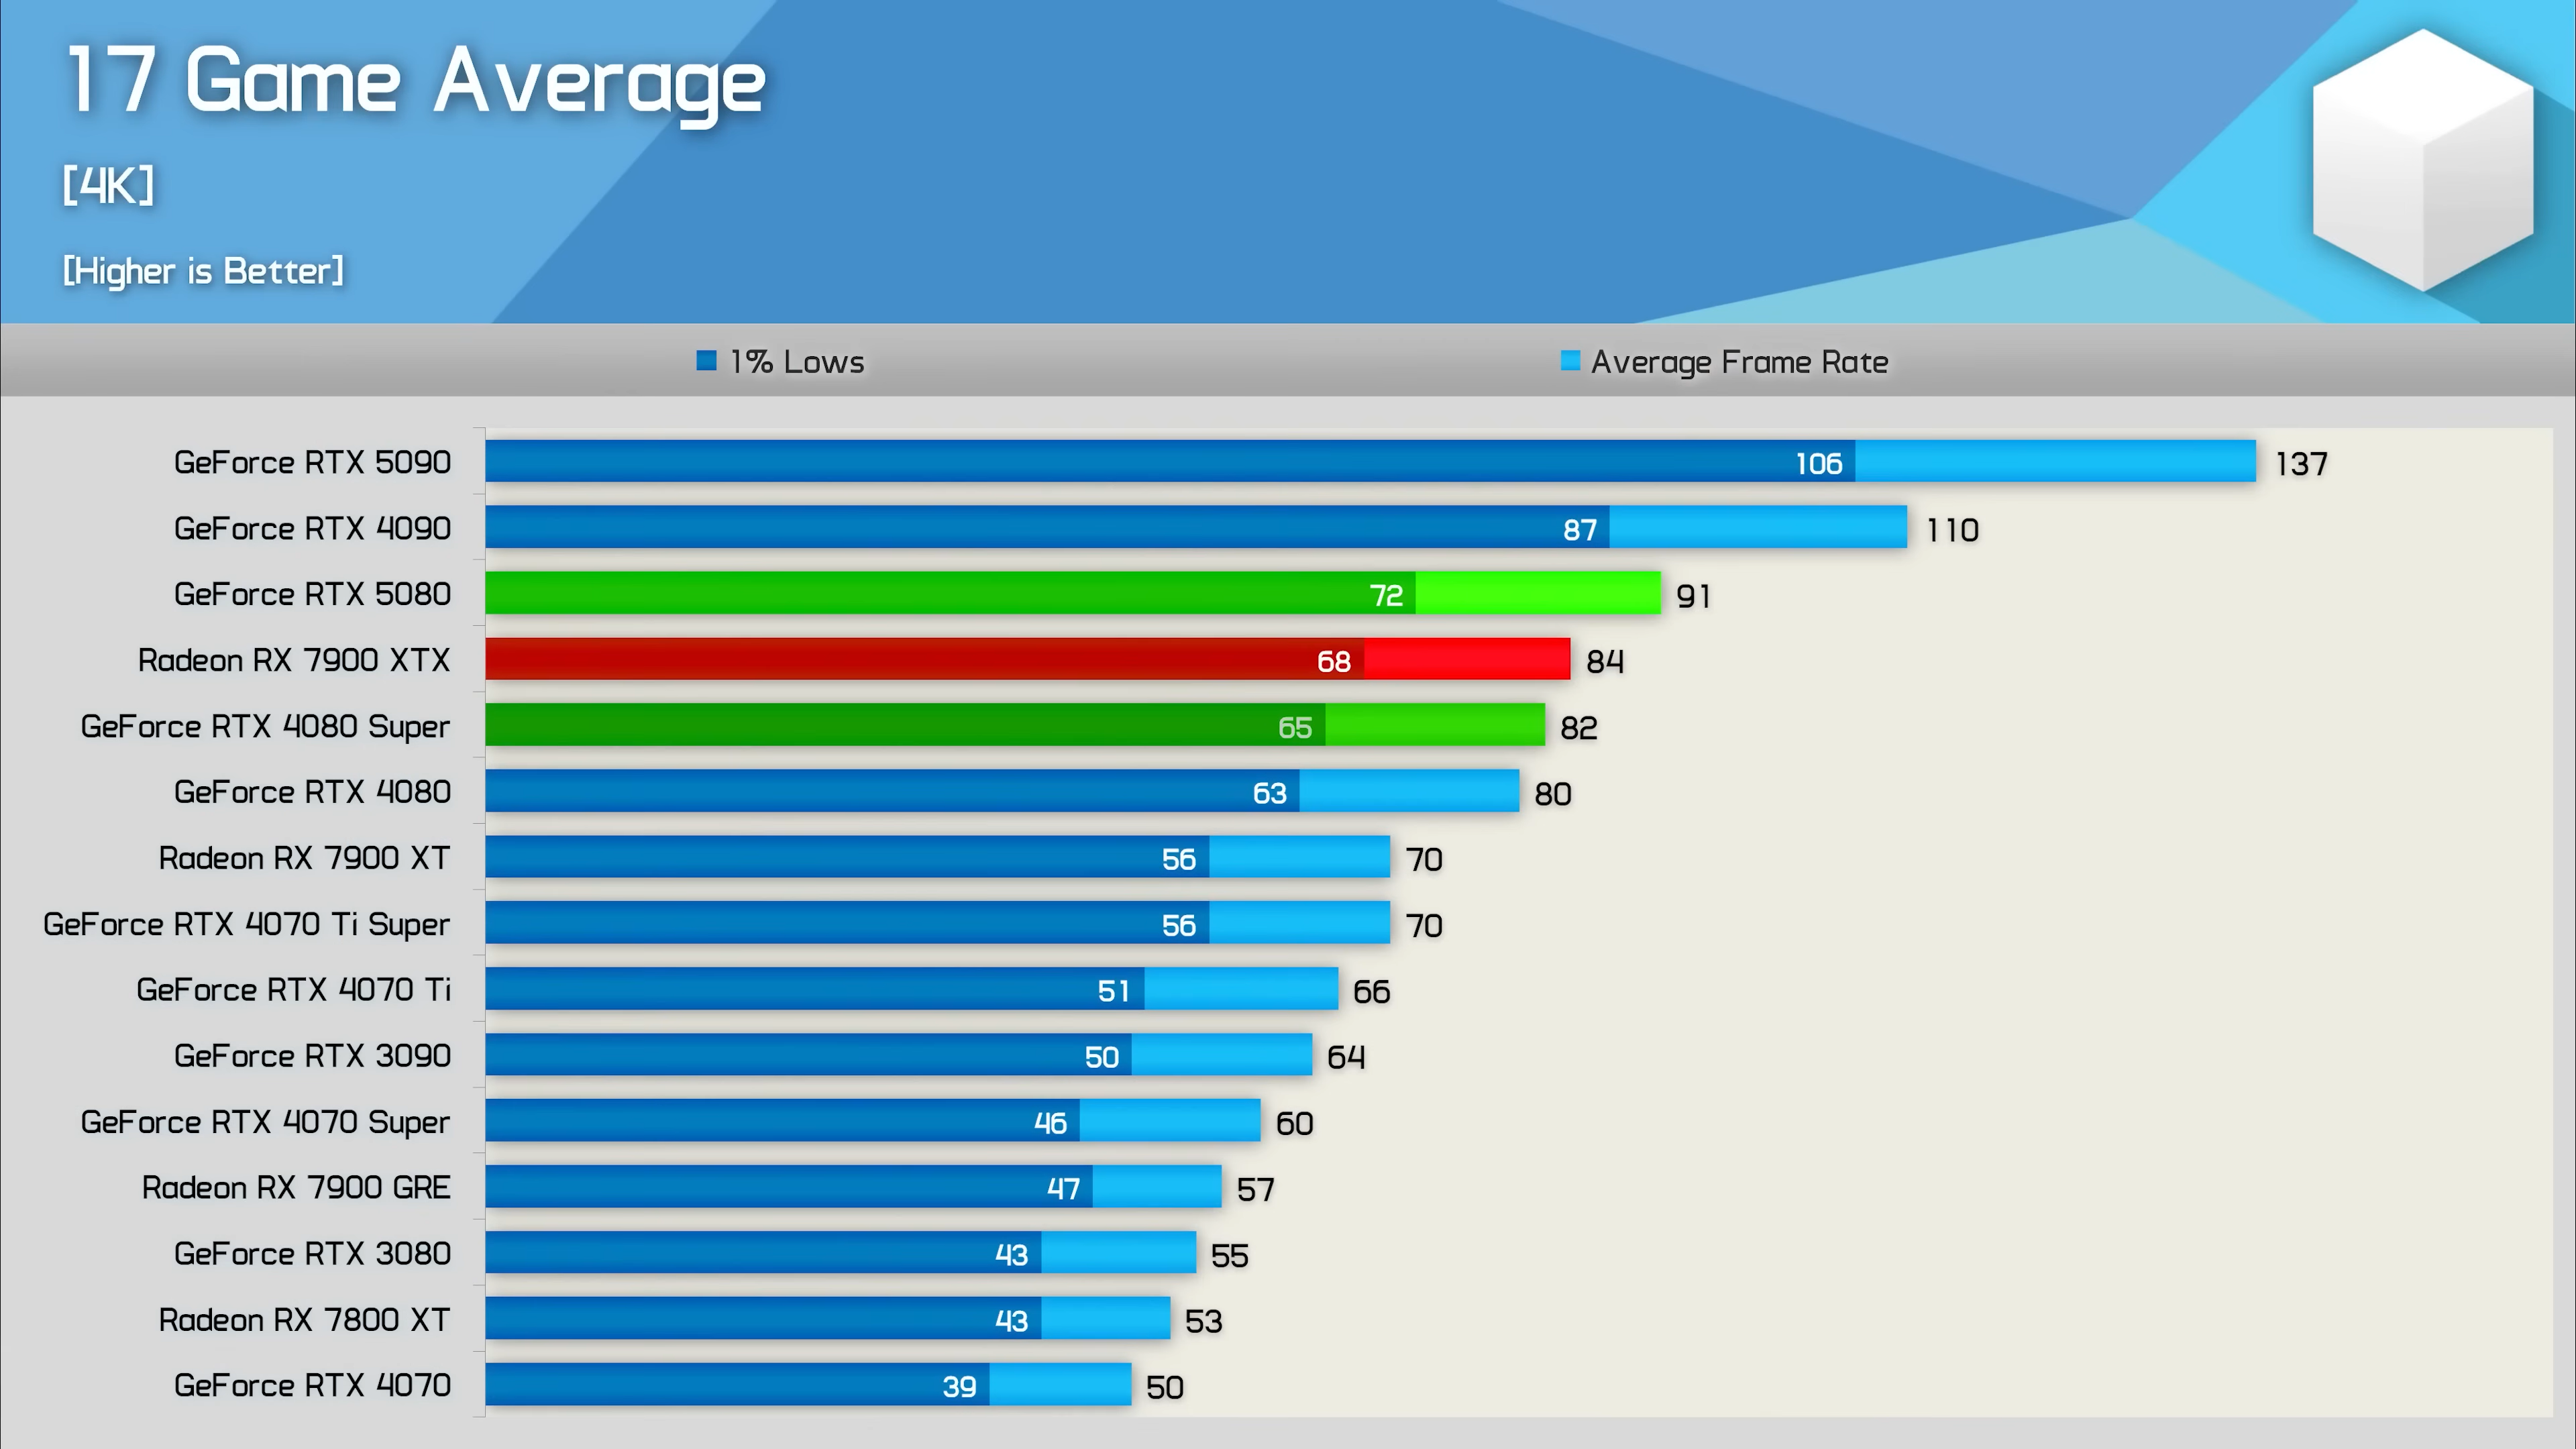 17 Game Average
[4K]
[Higher is Better]
1% Lows
Average Frame Rate
GeForce RTX 5090 106 137
GeForce RTX 4090 87 110
GeForce RTX 5080 72 91
Radeon RX 7900 XTX 68 84
GeForce RTX 4080 Super 65 82
GeForce RTX 4080 63 80
Radeon RX 7900 XT 56 70
GeForce RTX 4070 Ti Super 56 70
GeForce RTX 4070 Ti 51 66
GeForce RTX 3090 50 64
GeForce RTX 4070 Super 46 60
Radeon RX 7900 GRE 47 57
GeForce RTX 3080 43 55
Radeon RX 7800 XT 43 53
GeForce RTX 4070 39 50